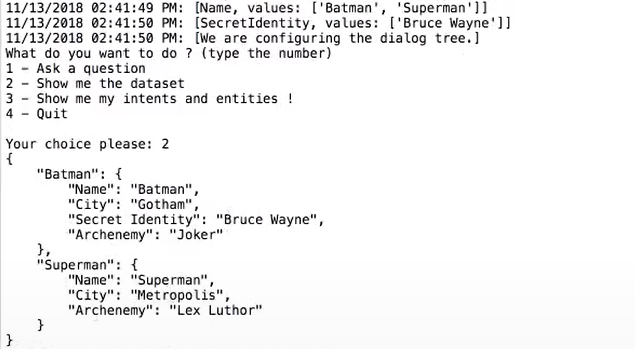 11/13/2018 02:41:49 PM: [Name, values: ['Batman', 'Superman']]
11/13/2018 02:41:50 PM: [SecretIdentity, values: ['Bruce Wayne']]
11/13/2018 02:41:50 PM: [We are configuring the dialog tree.]
What do you want to do ? (type the number)
1 - Ask a question
2 - Show me the dataset
3 - Show me my intents and entities !
4 - Quit
Your choice please: 2
{
    "Batman": {
        "Name": "Batman",
        "City": "Gotham",
        "Secret Identity": "Bruce Wayne",
        "Archenemy": "Joker"
    },
    "Superman": {
        "Name": "Superman",
        "City": "Metropolis",
        "Archenemy": "Lex Luthor"
    }
}